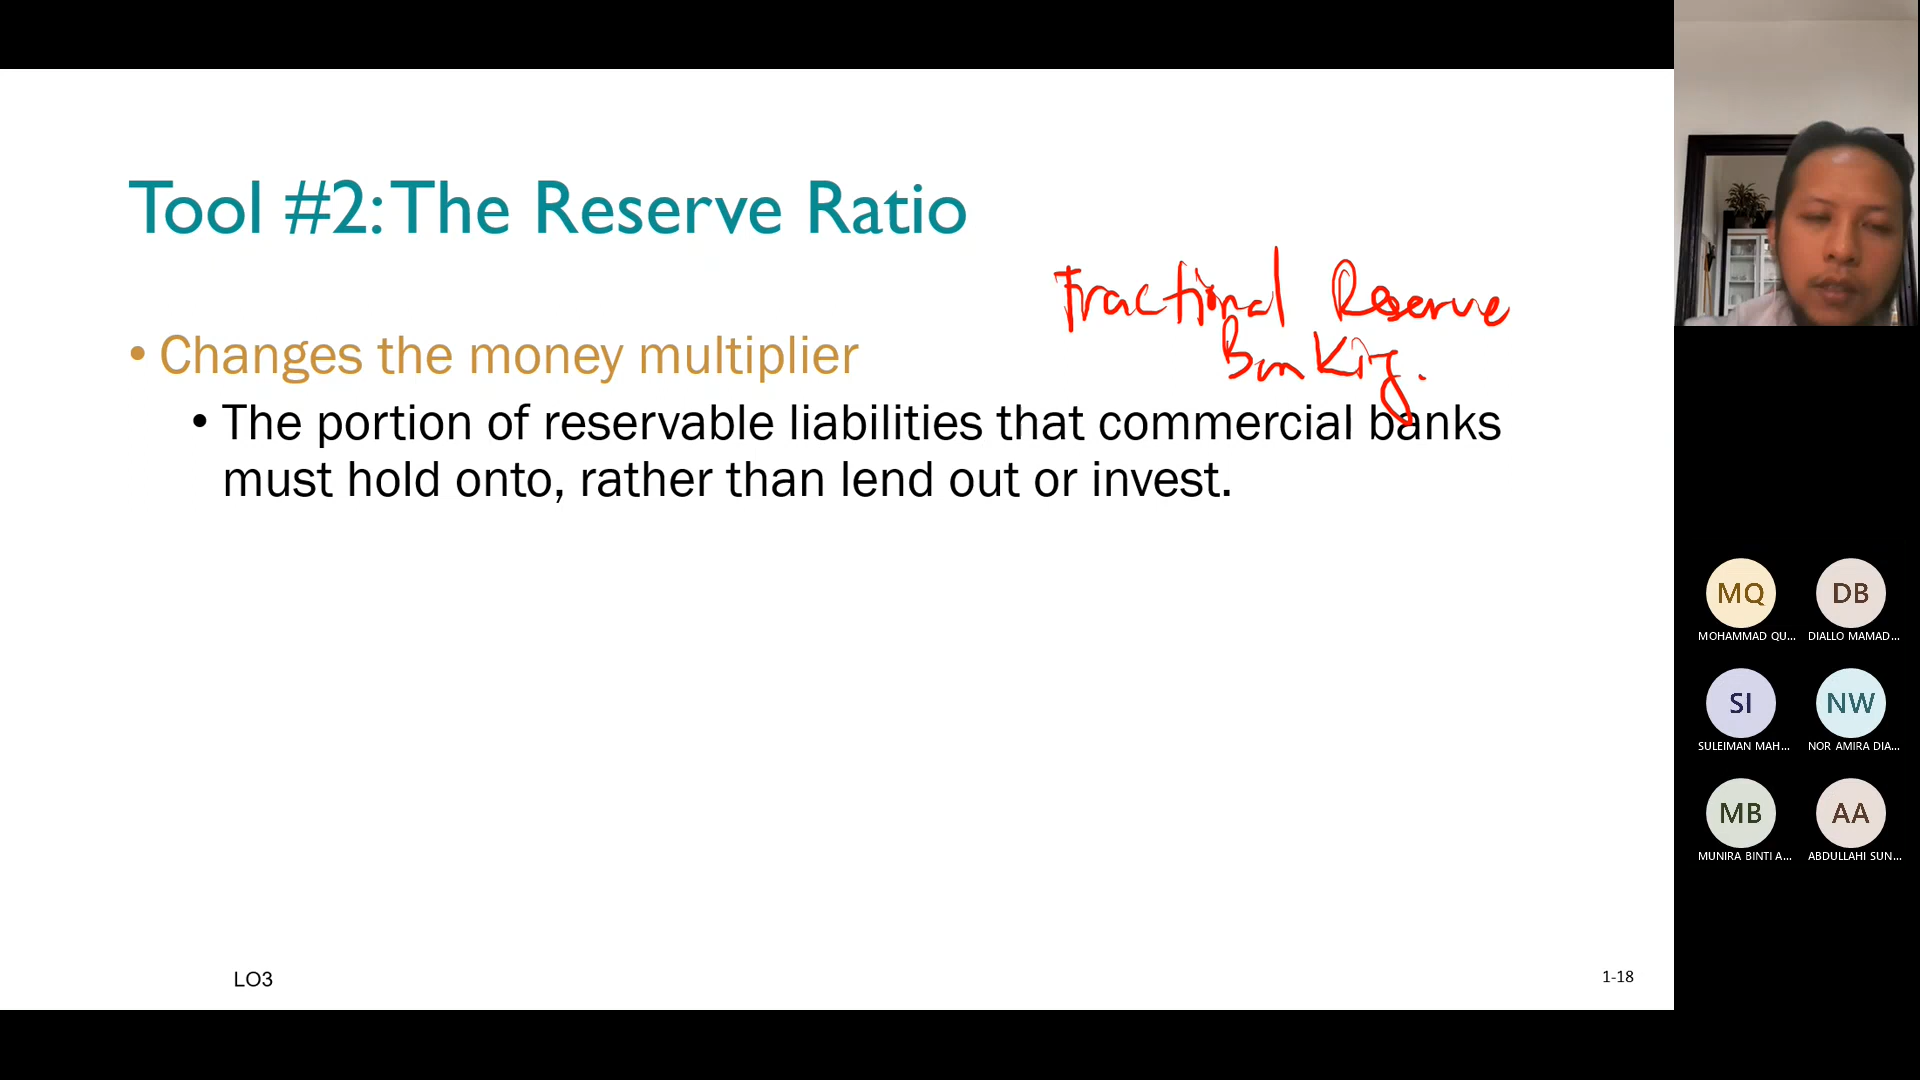 Tool #2: The Reserve Ratio
Fractional Reserve
Banking.
• Changes the money multiplier
• The portion of reservable liabilities that commercial banks
must hold onto, rather than lend out or invest.
LO3
1-18
MQ
DB
MOHAMMAD QU...
DIALLO MAMAD...
SI
NW
SULEIMAN MAH...
NOR AMIRA DIA...
MB
AA
MUNIRA BINTI A...
ABDULLAHI SUN...